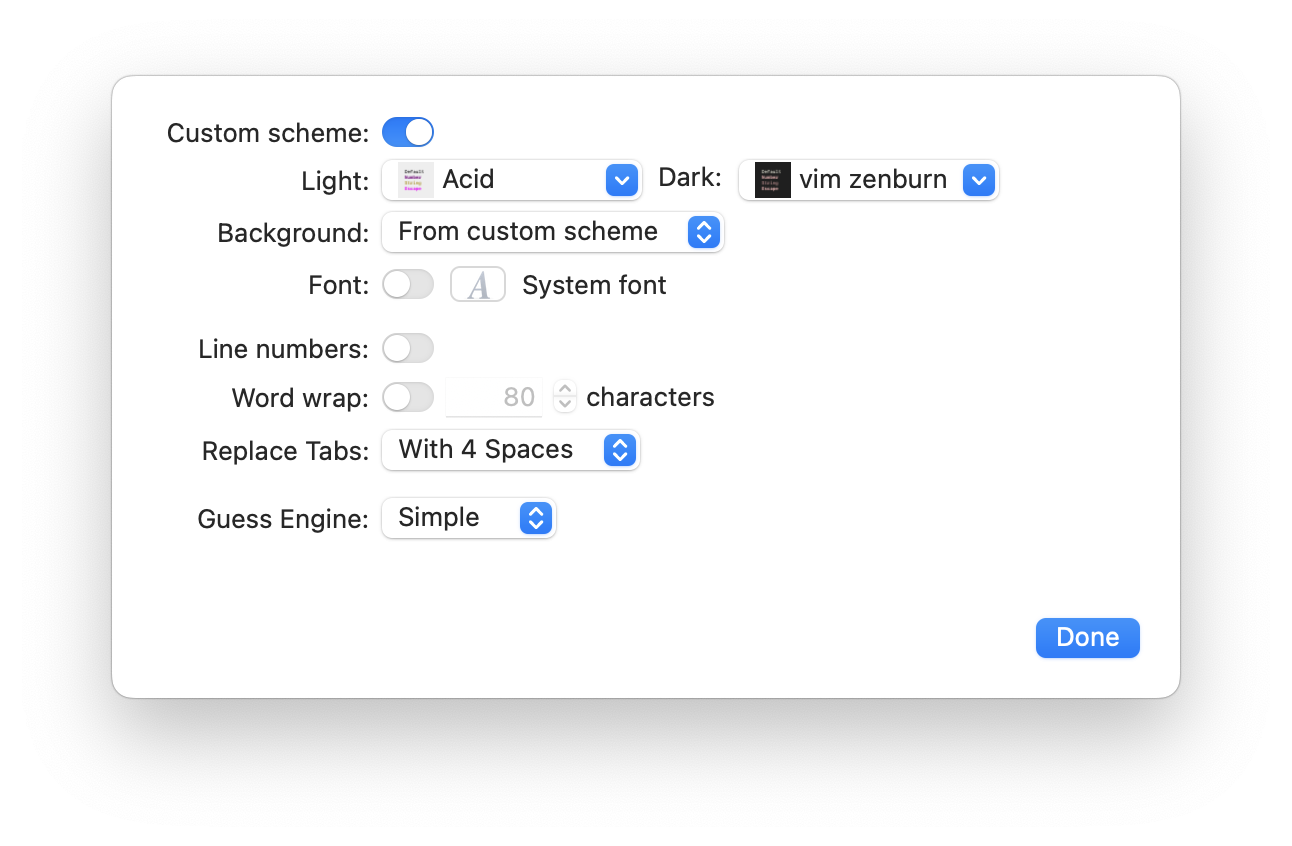 Custom scheme:
Light: Acid Dark: vim zenburn
Background: From custom scheme
Font: A System font
Line numbers:
Word wrap: 80 characters
Replace Tabs: With 4 Spaces
Guess Engine: Simple
Done